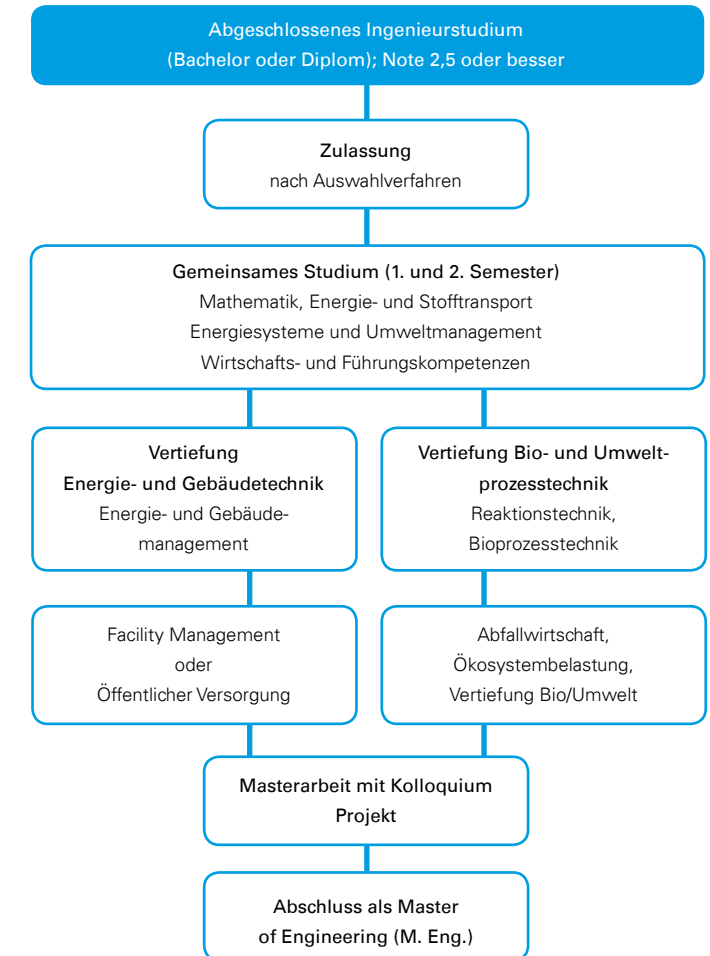 Abgeschlossenes Ingenieurstudium
(Bachelor oder Diplom); Note 2,5 oder besser
Zulassung
nach Auswahlverfahren
Gemeinsames Studium (1. und 2. Semester)
Mathematik, Energie- und Stofftransport
Energiesysteme und Umweltmanagement
Wirtschafts- und Führungskompetenzen
Vertiefung
Energie- und Gebäudetechnik
Energie- und Gebäude-
management
Vertiefung Bio- und Umwelt-
prozesstechnik
Reaktionstechnik,
Bioprozesstechnik
Facility Management
oder
Öffentlicher Versorgung
Abfallwirtschaft,
Ökosystembelastung,
Vertiefung Bio/Umwelt
Masterarbeit mit Kolloquium
Projekt
Abschluss als Master
of Engineering (M. Eng.)